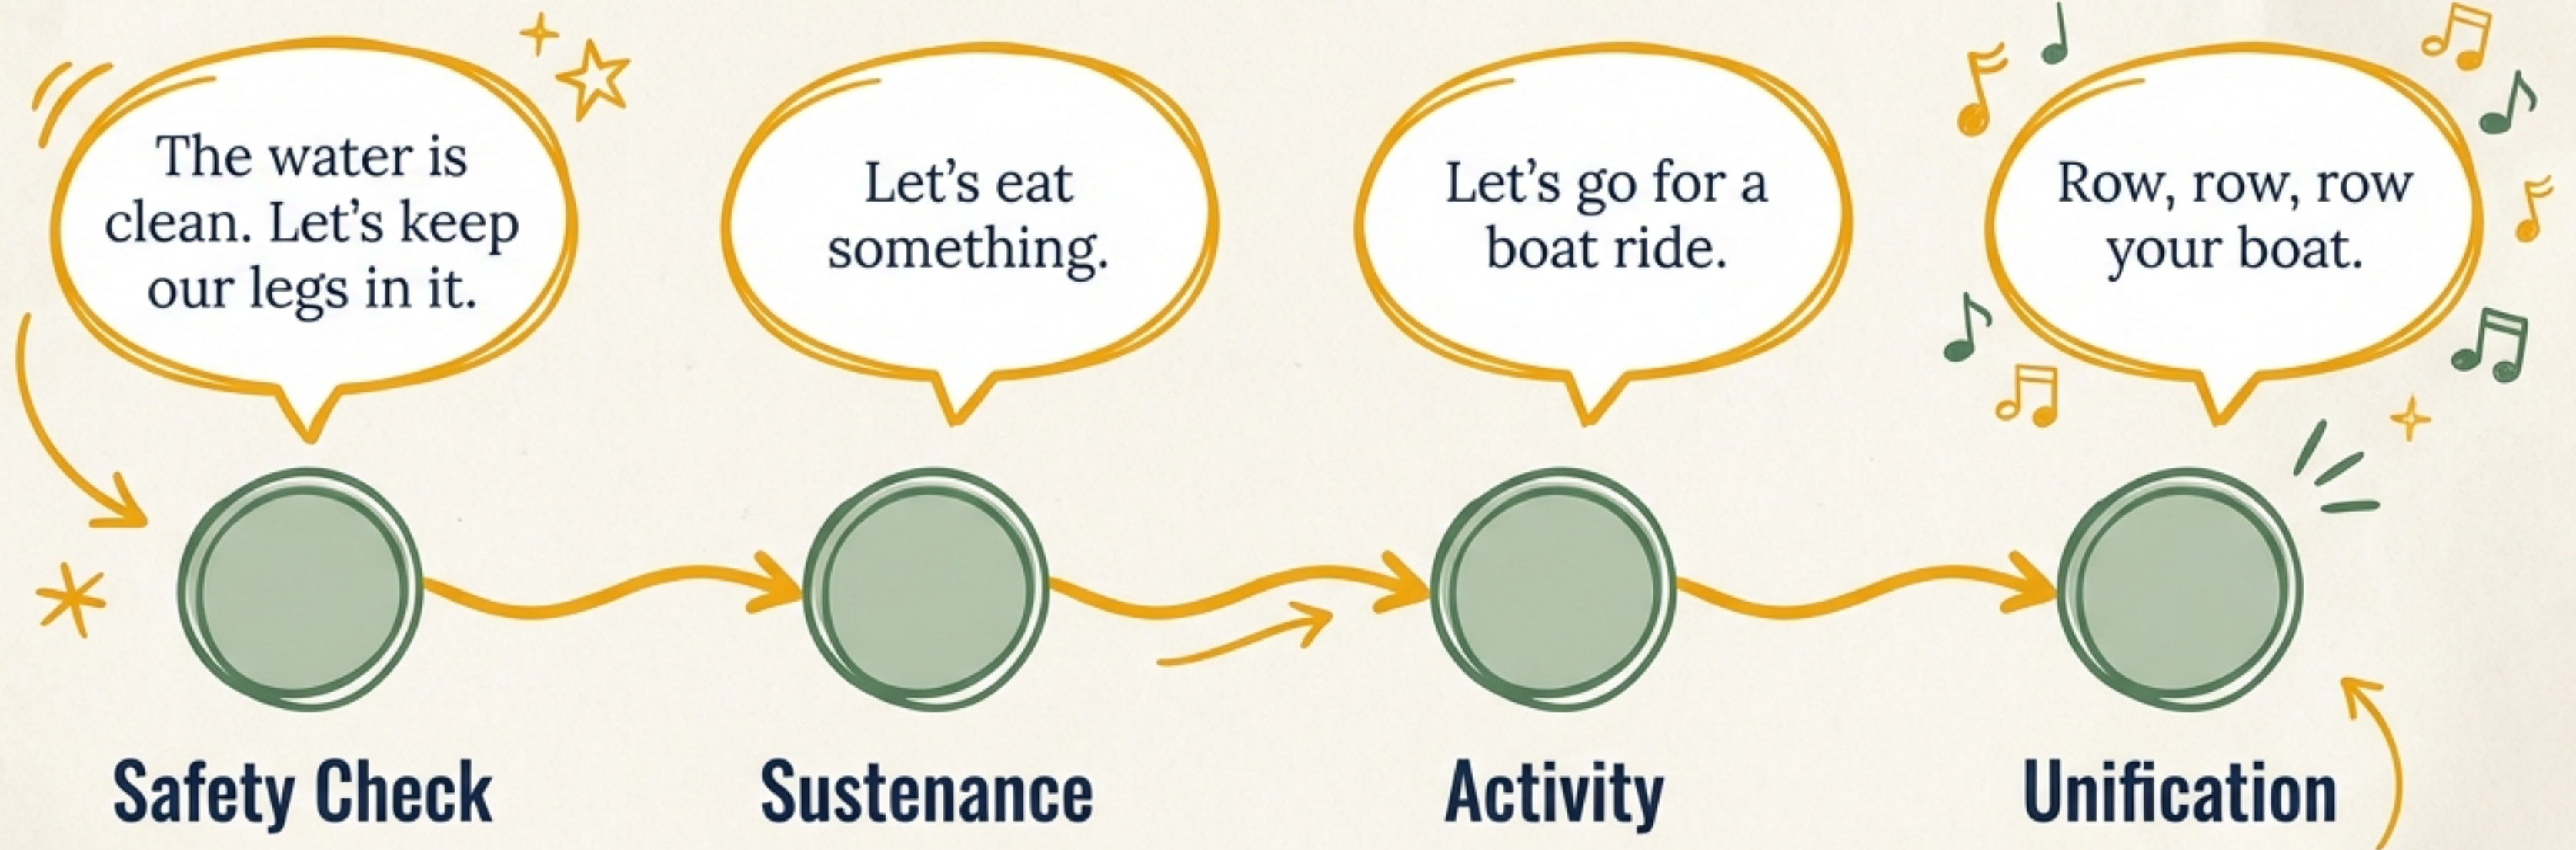 The water is
clean. Let's keep
our legs in it.
Let's eat
something.
Let's go for a
boat ride.
Row, row, row
your boat.
Safety Check
Sustenance
Activity
Unification